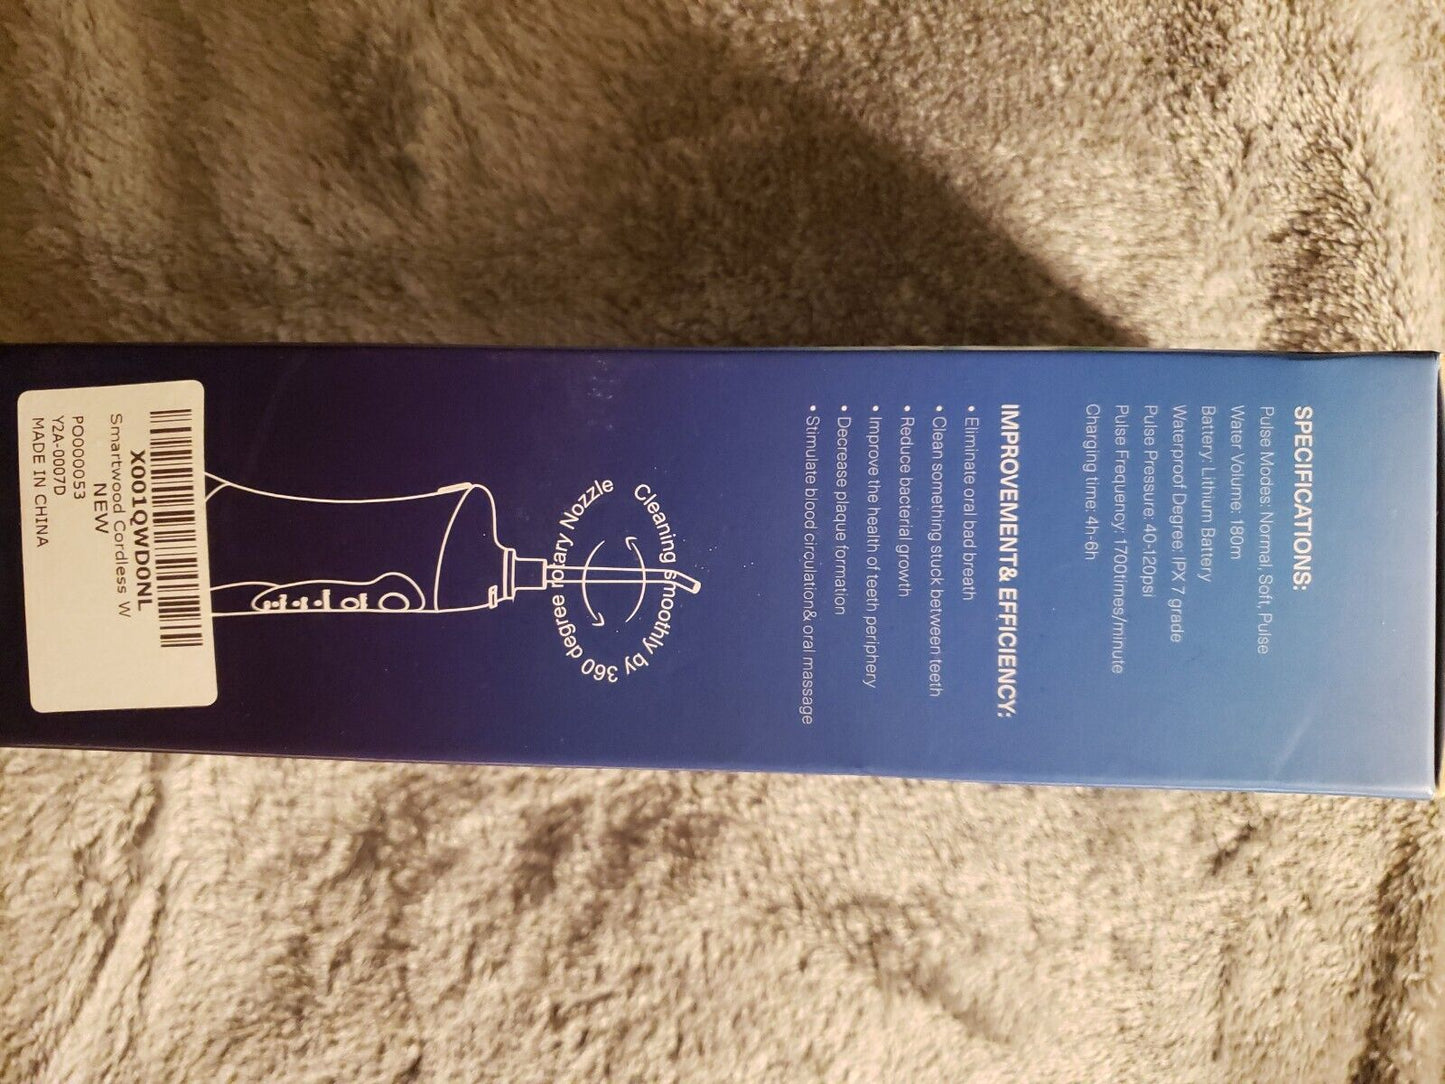 SPECIFICATIONS:
Pulse Modes: Normal, Soft, Pulse
Water Volume: 180m
Battery: Lithium Battery
Waterproof Degree: IPX 7 grade
Pulse Pressure: 40-120psi
Pulse Frequency: 1700times/minute
Charging time: 4h-6h
IMPROVEMENT& EFFICIENCY:
• Eliminate oral bad breath
• Clean something stuck between teeth
• Reduce bacterial growth
• Improve the health of teeth periphery
• Decrease plaque formation
• Stimulate blood circulation& oral massage
Cleaning smoothly by 360 degree rotary Nozzle
X001QWD0NL
Smartwood Cordless W
NEW
PO000053
Y2A-0007D
MADE IN CHINA